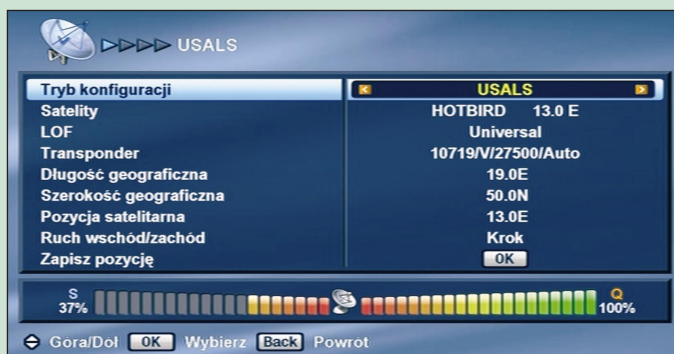 USALS
Tryb konfiguracji USALS
Satelity HOTBIRD 13.0 E
LOF Universal
Transponder 10719/V/27500/Auto
Długość geograficzna 19.0E
Szerokość geograficzna 50.0N
Pozycja satelitarna 13.0E
Ruch wschód/zachód Krok
Zapisz pozycję OK
S Q
37% 100%
Góra/Dół OK Wybierz Back Powrot